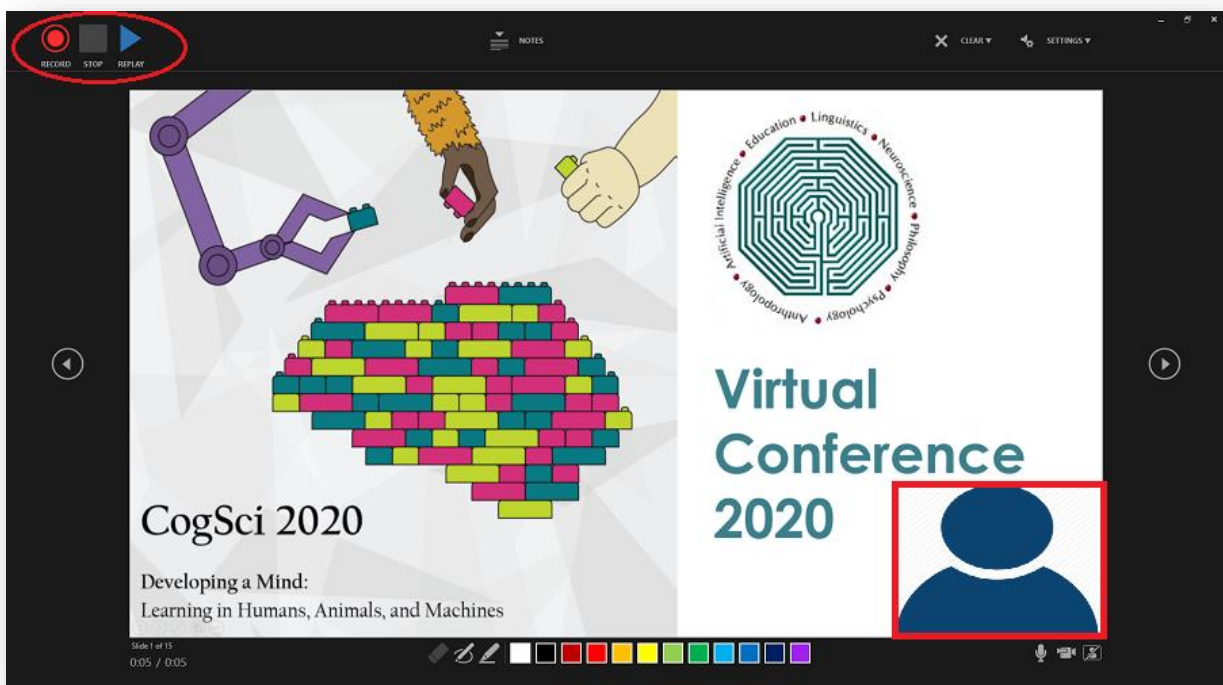 RECORD STOP REPLAY
NOTES
CLEAR ▾
SETTINGS ▾
Education • Linguistics • Neuroscience • Philosophy • Psychology • Anthropology • Artificial Intelligence •
Virtual
Conference
2020
CogSci 2020
Developing a Mind:
Learning in Humans, Animals, and Machines
Slide 1 of 15
0:05 / 0:05